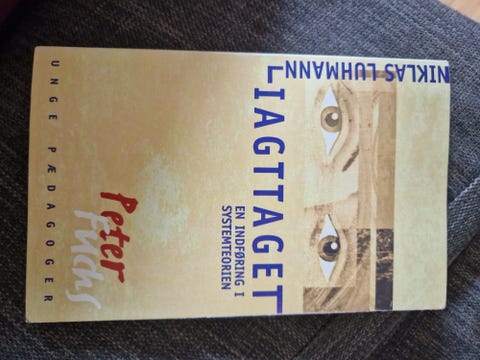 NIKLAS LUHMANN
IAGTTAGET
EN INDFØRING I
SYSTEMTEORIEN
Peter
Fuchs
UNGE PÆDAGOGER